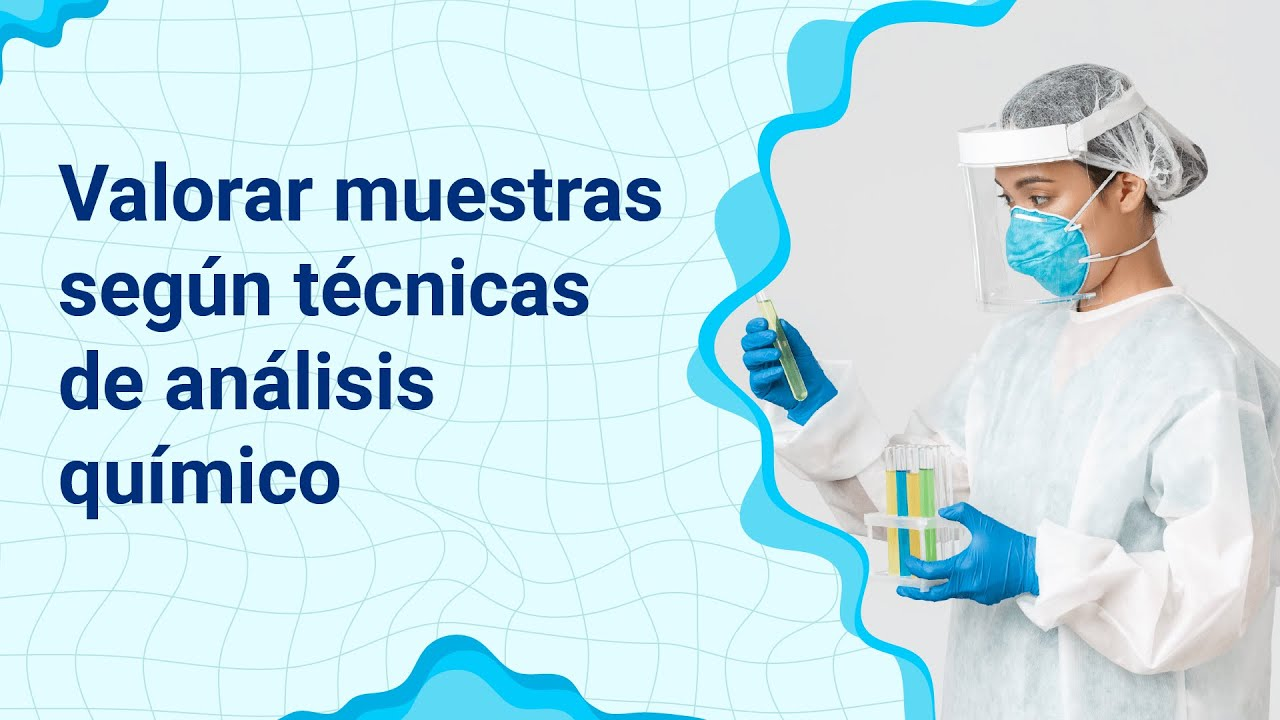 Valorar muestras
según técnicas
de análisis
químico